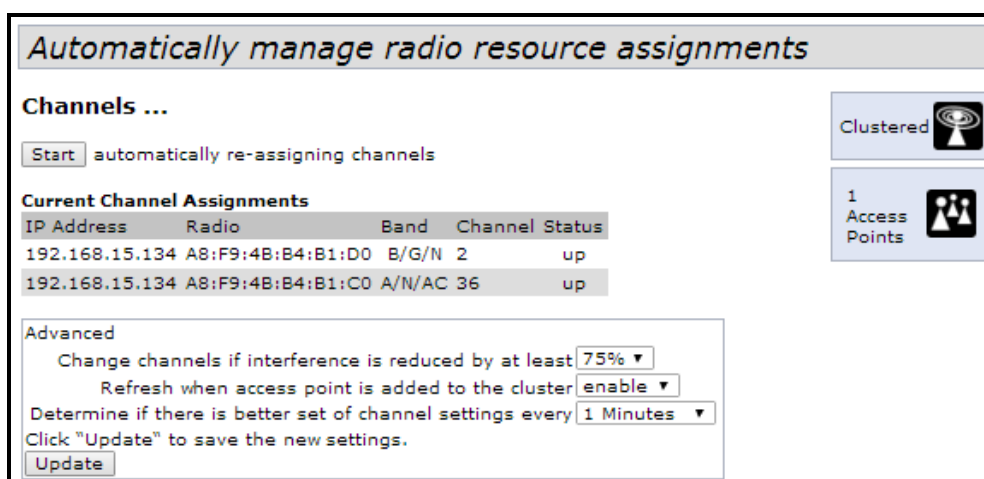 Automatically manage radio resource assignments
Channels ...
Start automatically re-assigning channels
Current Channel Assignments
IP Address Radio Band Channel Status
192.168.15.134 A8:F9:4B:B4:B1:D0 B/G/N 2 up
192.168.15.134 A8:F9:4B:B4:B1:C0 A/N/AC 36 up
Advanced
Change channels if interference is reduced by at least 75%
Refresh when access point is added to the cluster enable
Determine if there is better set of channel settings every 1 Minutes
Click "Update" to save the new settings.
Update
Clustered
1
Access
Points